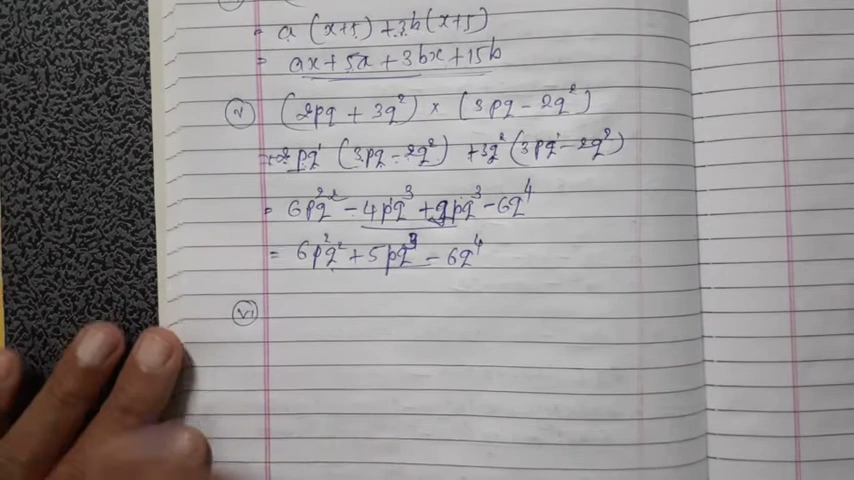 = a (x+5) + 3b (x+5)
= ax + 5a + 3bx + 15b
(v) (2pq + 3q²) × (3pq - 2q²)
= +2pq (3pq - 2q²) + 3q² (3pq - 2q²)
= 6p²q² - 4pq³ + 9pq³ - 6q⁴
= 6p²q² + 5pq³ - 6q⁴
(vi)